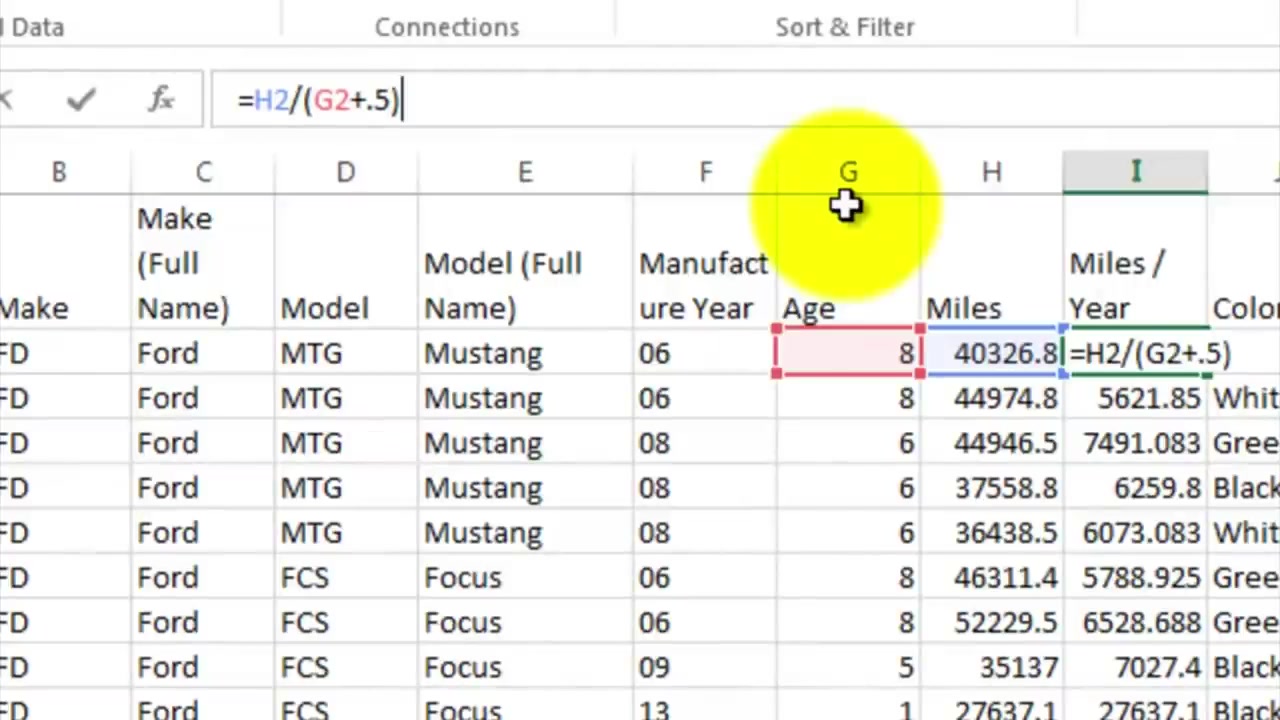 Data
Connections
Sort & Filter
fx
=H2/(G2+.5)
B C D E F G H I
Make Make (Full Name) Model Model (Full Name) Manufacture Year Age Miles Miles / Year Color
FD Ford MTG Mustang 06 8 40326.8 =H2/(G2+.5)
FD Ford MTG Mustang 06 8 44974.8 5621.85 Whit
FD Ford MTG Mustang 08 6 44946.5 7491.083 Gree
FD Ford MTG Mustang 08 6 37558.8 6259.8 Black
FD Ford MTG Mustang 08 6 36438.5 6073.083 Whit
FD Ford FCS Focus 06 8 46311.4 5788.925 Gree
FD Ford FCS Focus 06 8 52229.5 6528.688 Gree
FD Ford FCS Focus 09 5 35137 7027.4 Black
FD Ford FCS Focus 13 1 27637.1 27637.1 Black